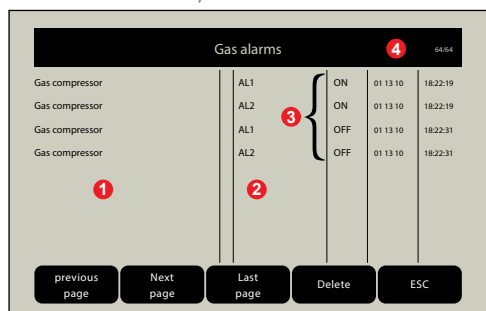 Gas alarms 4 64/64
Gas compressor AL1 ON 01 13 10 18:22:19
Gas compressor AL2 ON 01 13 10 18:22:19
3
Gas compressor AL1 OFF 01 13 10 18:22:31
Gas compressor AL2 OFF 01 13 10 18:22:31
1 2
previous page
Next page
Last page
Delete
ESC